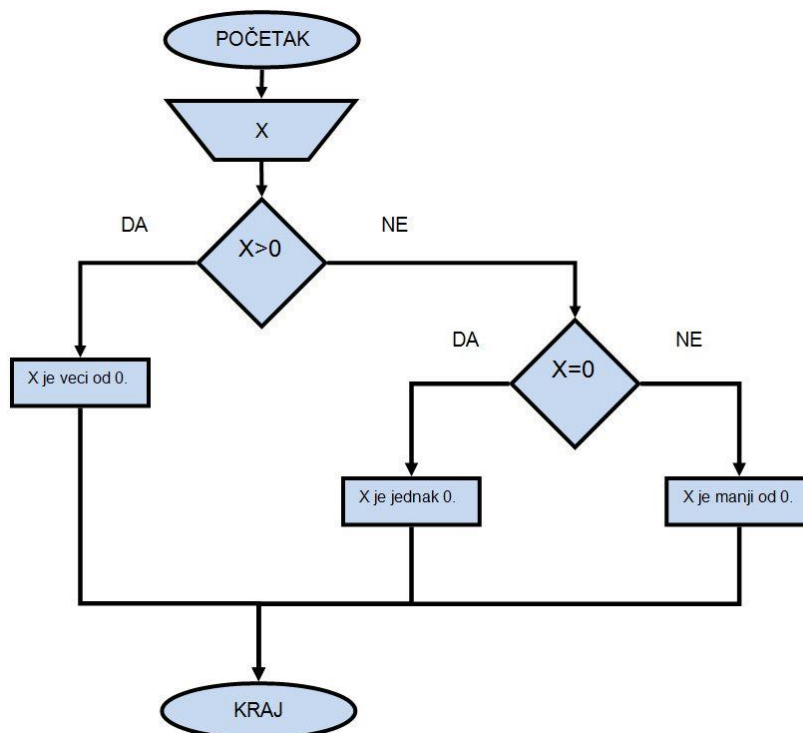 POČETAK
X
DA
NE
X>0
X je veci od 0.
DA
NE
X=0
X je jednak 0.
X je manji od 0.
KRAJ